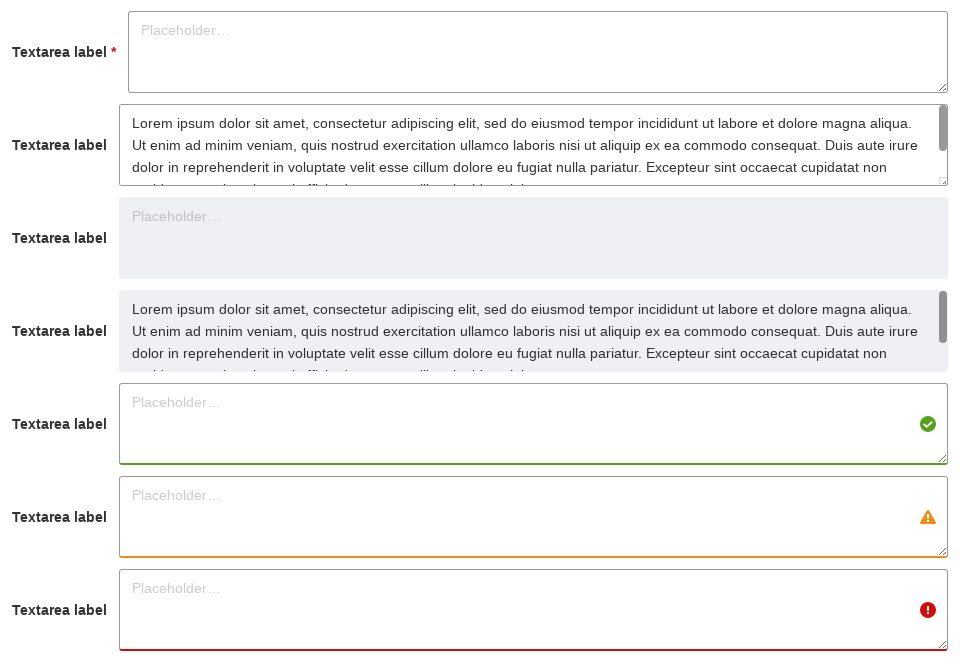 Textarea label *
Placeholder…
Textarea label
Lorem ipsum dolor sit amet, consectetur adipiscing elit, sed do eiusmod tempor incididunt ut labore et dolore magna aliqua.
Ut enim ad minim veniam, quis nostrud exercitation ullamco laboris nisi ut aliquip ex ea commodo consequat. Duis aute irure
dolor in reprehenderit in voluptate velit esse cillum dolore eu fugiat nulla pariatur. Excepteur sint occaecat cupidatat non
Textarea label
Placeholder…
Textarea label
Lorem ipsum dolor sit amet, consectetur adipiscing elit, sed do eiusmod tempor incididunt ut labore et dolore magna aliqua.
Ut enim ad minim veniam, quis nostrud exercitation ullamco laboris nisi ut aliquip ex ea commodo consequat. Duis aute irure
dolor in reprehenderit in voluptate velit esse cillum dolore eu fugiat nulla pariatur. Excepteur sint occaecat cupidatat non
Textarea label
Placeholder…
Textarea label
Placeholder…
Textarea label
Placeholder…